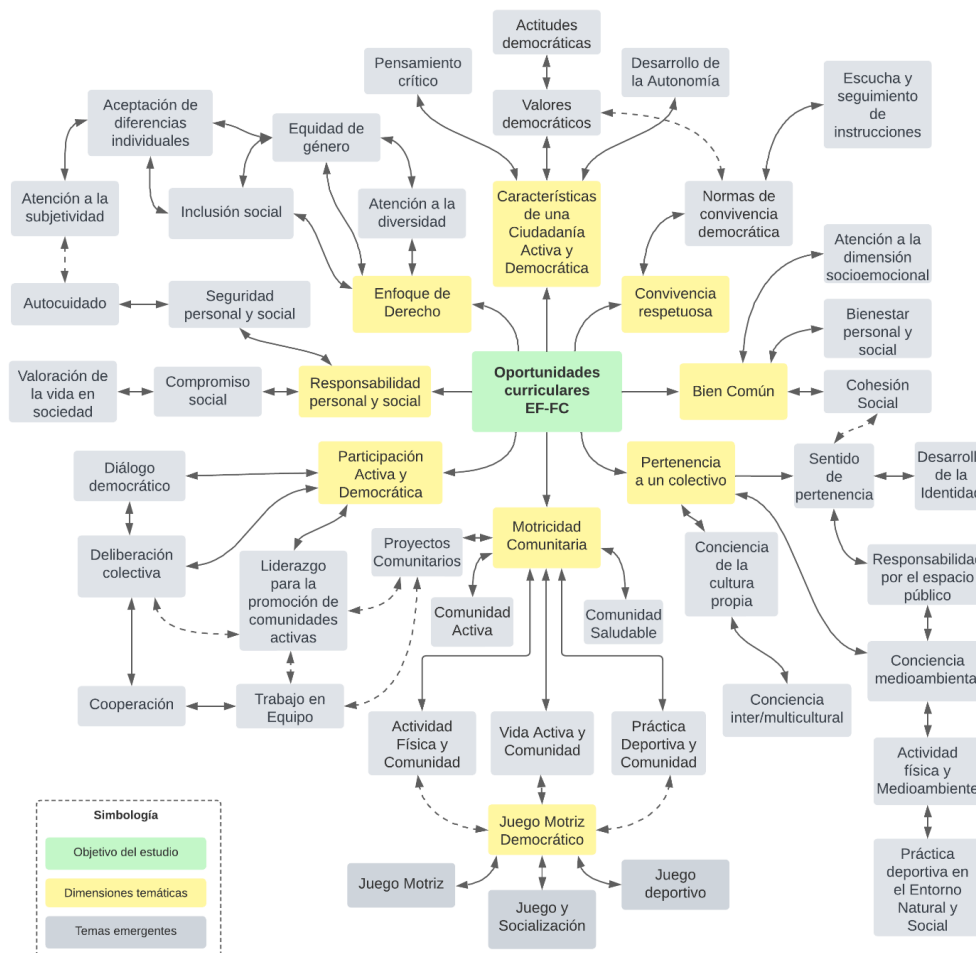 Actitudes
democráticas
Pensamiento
crítico
Desarrollo de
la Autonomía
Escucha y
seguimiento
de
instrucciones
Aceptación de
diferencias
individuales
Equidad de
género
Valores
democráticos
Atención a la
subjetividad
Inclusión social
Atención a la
diversidad
Características
de una
Ciudadanía
Activa y
Democrática
Normas de
convivencia
democrática
Atención a la
dimensión
socioemocional
Autocuidado
Seguridad
personal y social
Enfoque de
Derecho
Convivencia
respetuosa
Bienestar
personal y
social
Valoración de
la vida en
sociedad
Compromiso
social
Responsabilidad
personal y social
Oportunidades
curriculares
EF-FC
Bien Común
Cohesión
Social
Diálogo
democrático
Participación
Activa y
Democrática
Pertenencia
a un colectivo
Sentido
de
pertenencia
Desarrollo
de la
Identidad
Deliberación
colectiva
Liderazgo
para la
promoción de
comunidades
activas
Proyectos
Comunitarios
Motricidad
Comunitaria
Conciencia
de la
cultura
propia
Responsabilidad
por el espacio
público
Comunidad
Activa
Comunidad
Saludable
Conciencia
medioambiental
Cooperación
Trabajo en
Equipo
Actividad
Física y
Comunidad
Vida Activa y
Comunidad
Práctica
Deportiva y
Comunidad
Conciencia
inter/multicultural
Actividad
física y
Medioambiente
Juego Motriz
Democrático
Práctica
deportiva en
el Entorno
Natural y
Social
Juego Motriz
Juego y
Socialización
Juego
deportivo
Simbología
Objetivo del estudio
Dimensiones temáticas
Temas emergentes